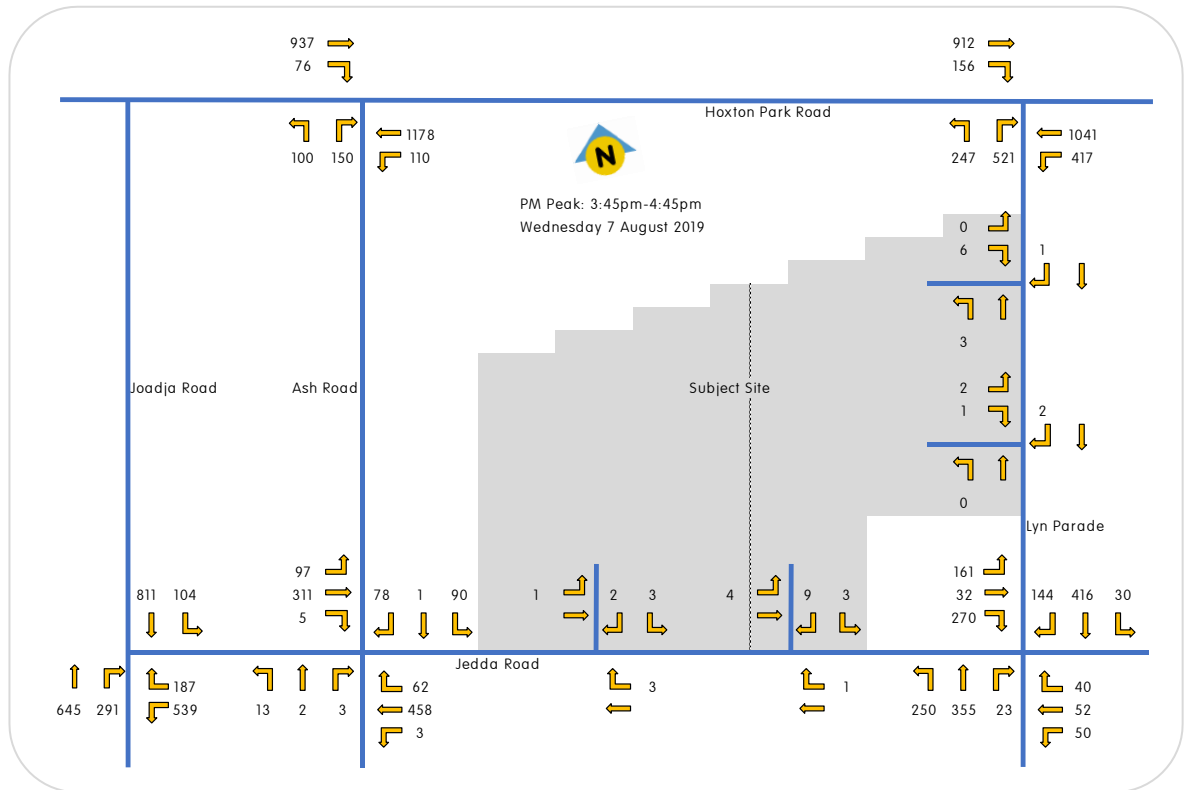 937 912
76 156
Hoxton Park Road
1178 1041
100 150 110 247 521 417
N
PM Peak: 3:45pm-4:45pm
Wednesday 7 August 2019
0
6 1
3
Joadja Road Ash Road Subject Site 2
1 2
0
Lyn Parade
97 161
811 104 311 78 1 90 1 2 3 4 9 3 32 144 416 30
5 270
Jedda Road
187 62 3 1 40
645 291 539 13 2 3 458 250 355 23 52
3 50